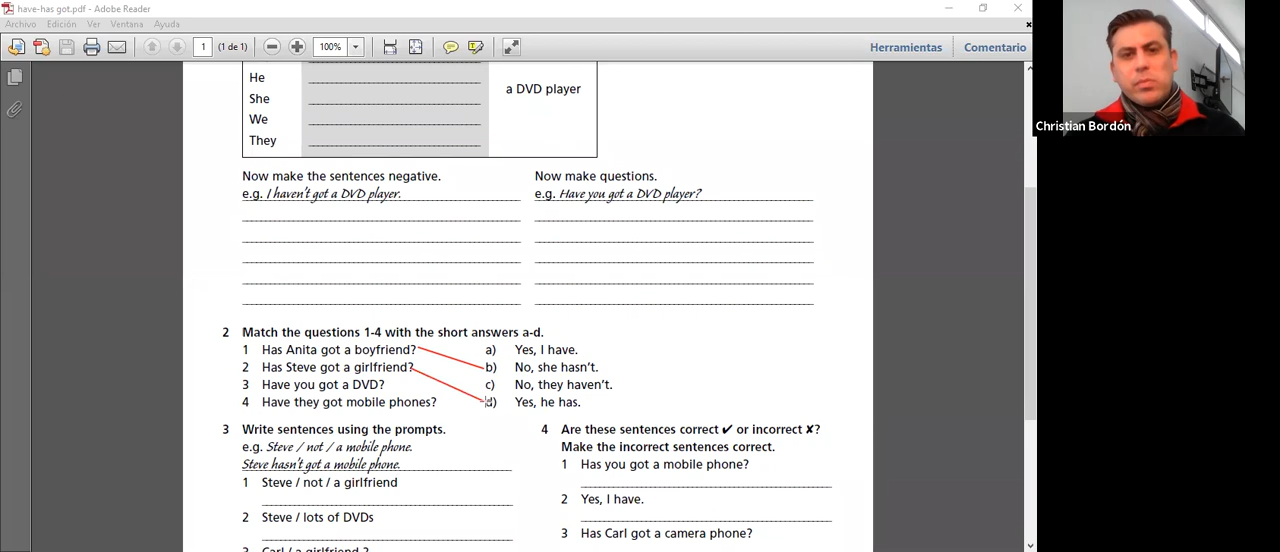 have-has got.pdf - Adobe Reader
Archivo Edición Ver Ventana Ayuda
1 (1 de 1) 100% Herramientas Comentario
He
She
We
They
a DVD player
Now make the sentences negative.
e.g. I haven't got a DVD player.
Now make questions.
e.g. Have you got a DVD player?
2 Match the questions 1-4 with the short answers a-d.
1 Has Anita got a boyfriend? a) Yes, I have.
2 Has Steve got a girlfriend? b) No, she hasn't.
3 Have you got a DVD? c) No, they haven't.
4 Have they got mobile phones? d) Yes, he has.
3 Write sentences using the prompts.
e.g. Steve / not / a mobile phone.
Steve hasn't got a mobile phone.
1 Steve / not / a girlfriend
2 Steve / lots of DVDs
3 Carl / a girlfriend ?
4 Are these sentences correct ✔ or incorrect ✘?
Make the incorrect sentences correct.
1 Has you got a mobile phone?
2 Yes, I have.
3 Has Carl got a camera phone?
Christian Bordón